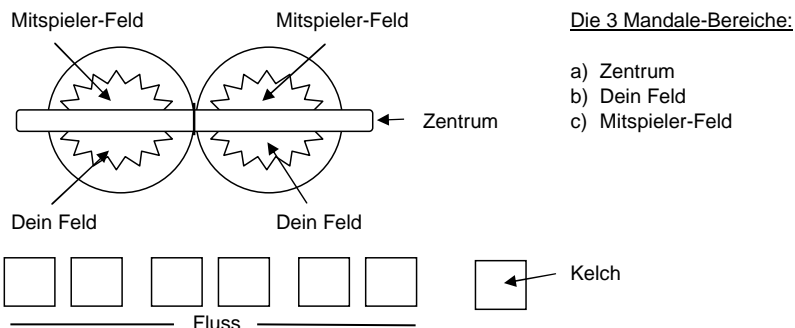 Mitspieler-Feld Mitspieler-Feld
Zentrum
Dein Feld Dein Feld
Kelch
Fluss
Die 3 Mandale-Bereiche:
a) Zentrum
b) Dein Feld
c) Mitspieler-Feld